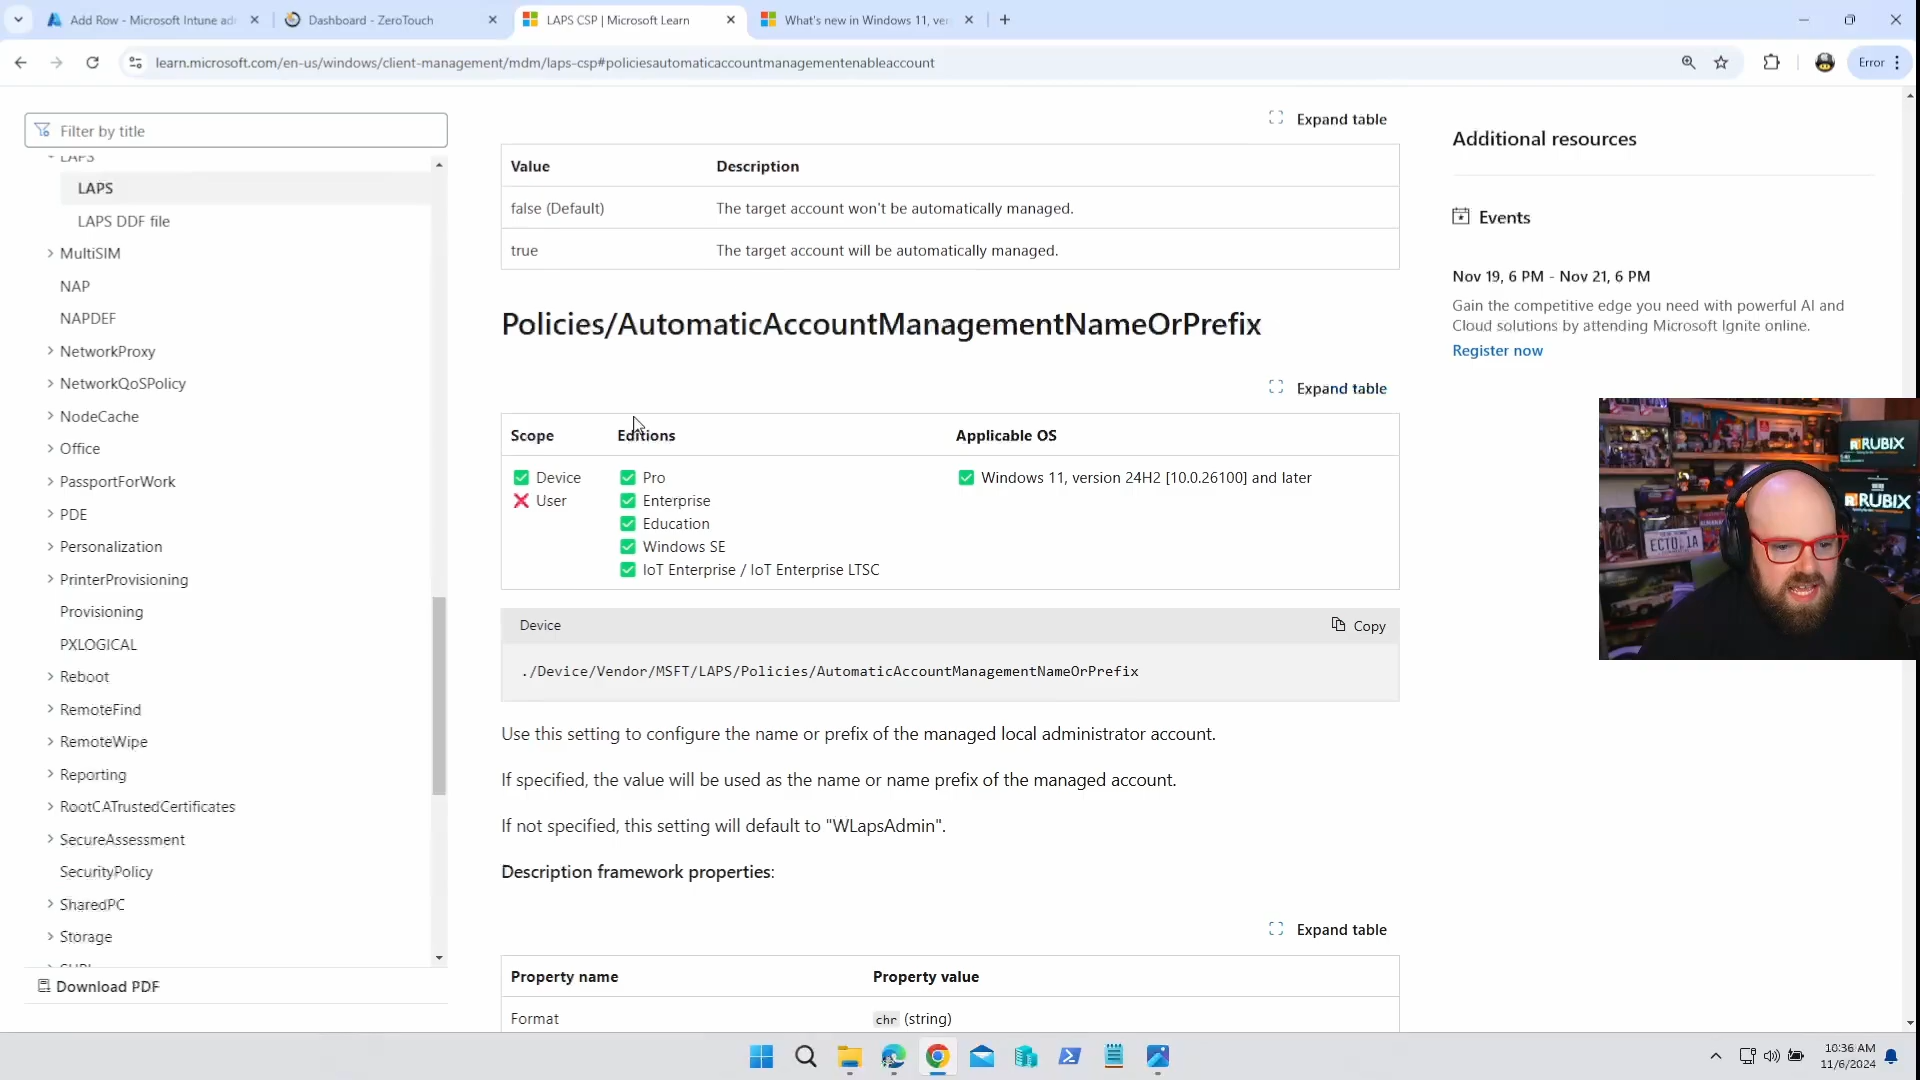 Add Row - Microsoft Intune ad
Dashboard - ZeroTouch
LAPS CSP | Microsoft Learn
What's new in Windows 11, ver
learn.microsoft.com/en-us/windows/client-management/mdm/laps-csp#policiesautomaticaccountmanagementenableaccount
Error
Filter by title
LAPS
LAPS
LAPS DDF file
MultiSIM
NAP
NAPDEF
NetworkProxy
NetworkQoSPolicy
NodeCache
Office
PassportForWork
PDE
Personalization
PrinterProvisioning
Provisioning
PXLOGICAL
Reboot
RemoteFind
RemoteWipe
Reporting
RootCATrustedCertificates
SecureAssessment
SecurityPolicy
SharedPC
Storage
Download PDF
Expand table
Value Description
false (Default) The target account won't be automatically managed.
true The target account will be automatically managed.
Policies/AutomaticAccountManagementNameOrPrefix
Expand table
Scope Editions Applicable OS
Device Pro Windows 11, version 24H2 [10.0.26100] and later
User Enterprise
Education
Windows SE
IoT Enterprise / IoT Enterprise LTSC
Device Copy
./Device/Vendor/MSFT/LAPS/Policies/AutomaticAccountManagementNameOrPrefix
Use this setting to configure the name or prefix of the managed local administrator account.
If specified, the value will be used as the name or name prefix of the managed account.
If not specified, this setting will default to "WLapsAdmin".
Description framework properties:
Expand table
Property name Property value
Format chr (string)
Additional resources
Events
Nov 19, 6 PM - Nov 21, 6 PM
Gain the competitive edge you need with powerful AI and
Cloud solutions by attending Microsoft Ignite online.
Register now
RUBIX
RUBIX
ECTO, 1A
10:36 AM
11/6/2024